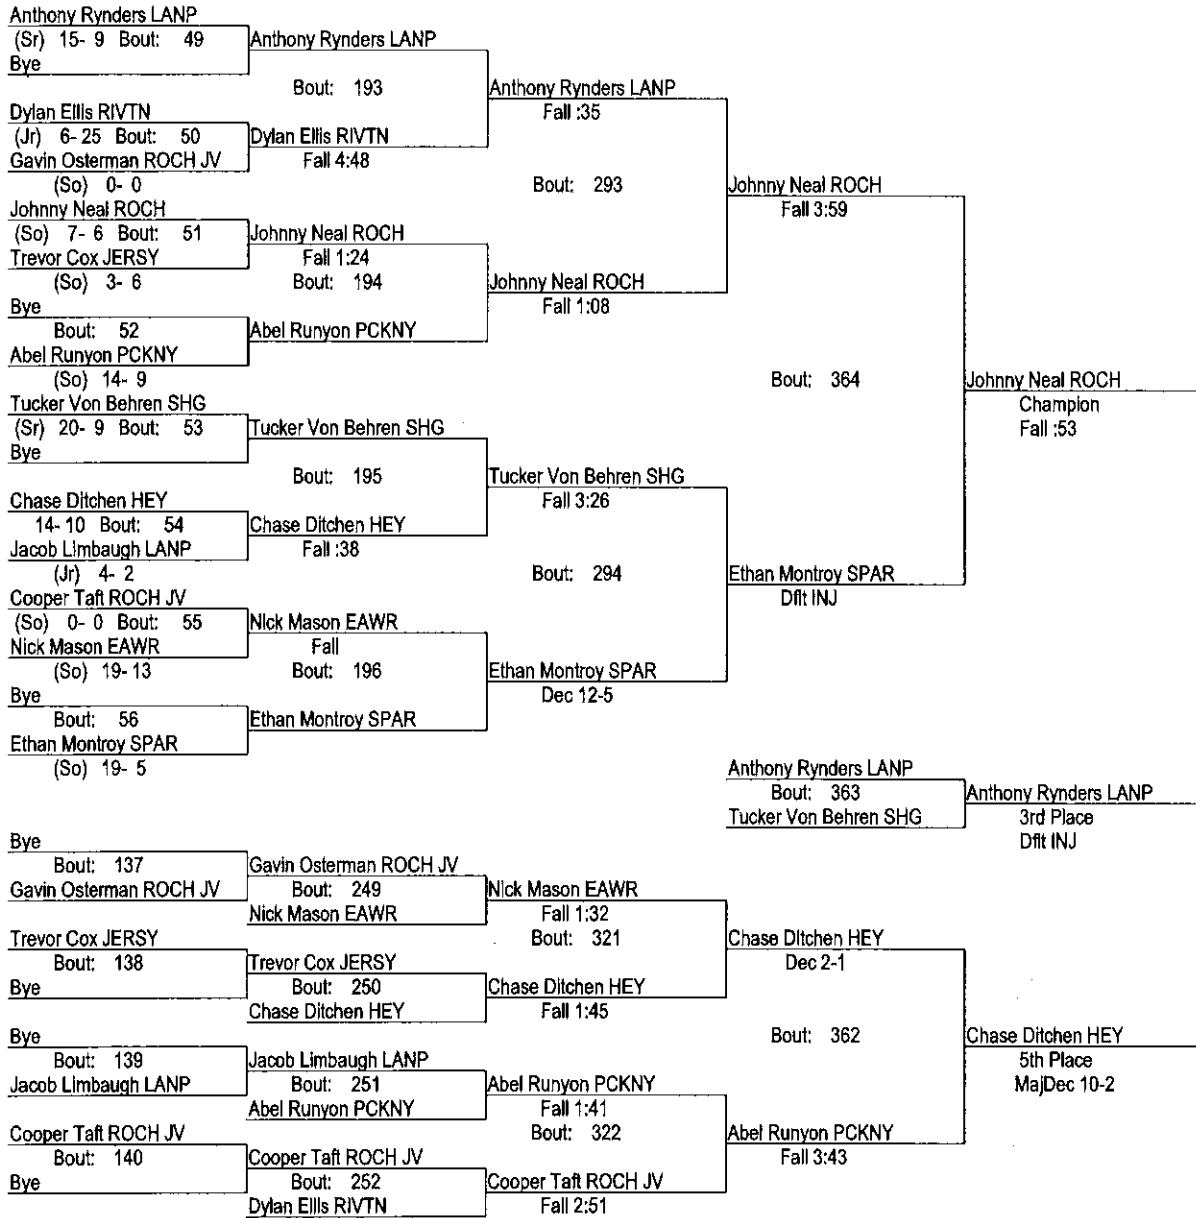 Anthony Rynders LANP
(Sr) 15- 9 Bout: 49
Bye
Anthony Rynders LANP
Bout: 193
Dylan Ellis RIVTN
(Jr) 6- 25 Bout: 50
Gavin Osterman ROCH JV
(So) 0- 0
Dylan Ellis RIVTN
Fall 4:48
Anthony Rynders LANP
Fall :35
Bout: 293
Johnny Neal ROCH
(So) 7- 6 Bout: 51
Trevor Cox JERSY
(So) 3- 6
Johnny Neal ROCH
Fall 1:24
Bout: 194
Bye
Bout: 52
Abel Runyon PCKNY
(So) 14- 9
Abel Runyon PCKNY
Johnny Neal ROCH
Fall 1:08
Johnny Neal ROCH
Fall 3:59
Bout: 364
Johnny Neal ROCH
Champion
Fall :53
Tucker Von Behren SHG
(Sr) 20- 9 Bout: 53
Bye
Tucker Von Behren SHG
Bout: 195
Chase Ditchen HEY
14- 10 Bout: 54
Jacob Limbaugh LANP
(Jr) 4- 2
Chase Ditchen HEY
Fall :38
Tucker Von Behren SHG
Fall 3:26
Bout: 294
Cooper Taft ROCH JV
(So) 0- 0 Bout: 55
Nick Mason EAWR
(So) 19- 13
Nick Mason EAWR
Fall
Bout: 196
Bye
Bout: 56
Ethan Montroy SPAR
(So) 19- 5
Ethan Montroy SPAR
Ethan Montroy SPAR
Dec 12-5
Ethan Montroy SPAR
Dflt INJ
Anthony Rynders LANP
Bout: 363
Tucker Von Behren SHG
Anthony Rynders LANP
3rd Place
Dflt INJ
Bye
Bout: 137
Gavin Osterman ROCH JV
Gavin Osterman ROCH JV
Bout: 249
Nick Mason EAWR
Nick Mason EAWR
Fall 1:32
Bout: 321
Trevor Cox JERSY
Bout: 138
Bye
Trevor Cox JERSY
Bout: 250
Chase Ditchen HEY
Chase Ditchen HEY
Fall 1:45
Chase Ditchen HEY
Dec 2-1
Bout: 362
Bye
Bout: 139
Jacob Limbaugh LANP
Jacob Limbaugh LANP
Bout: 251
Abel Runyon PCKNY
Abel Runyon PCKNY
Fall 1:41
Bout: 322
Cooper Taft ROCH JV
Bout: 140
Bye
Cooper Taft ROCH JV
Bout: 252
Dylan Ellis RIVTN
Cooper Taft ROCH JV
Fall 2:51
Abel Runyon PCKNY
Fall 3:43
Chase Ditchen HEY
5th Place
MajDec 10-2